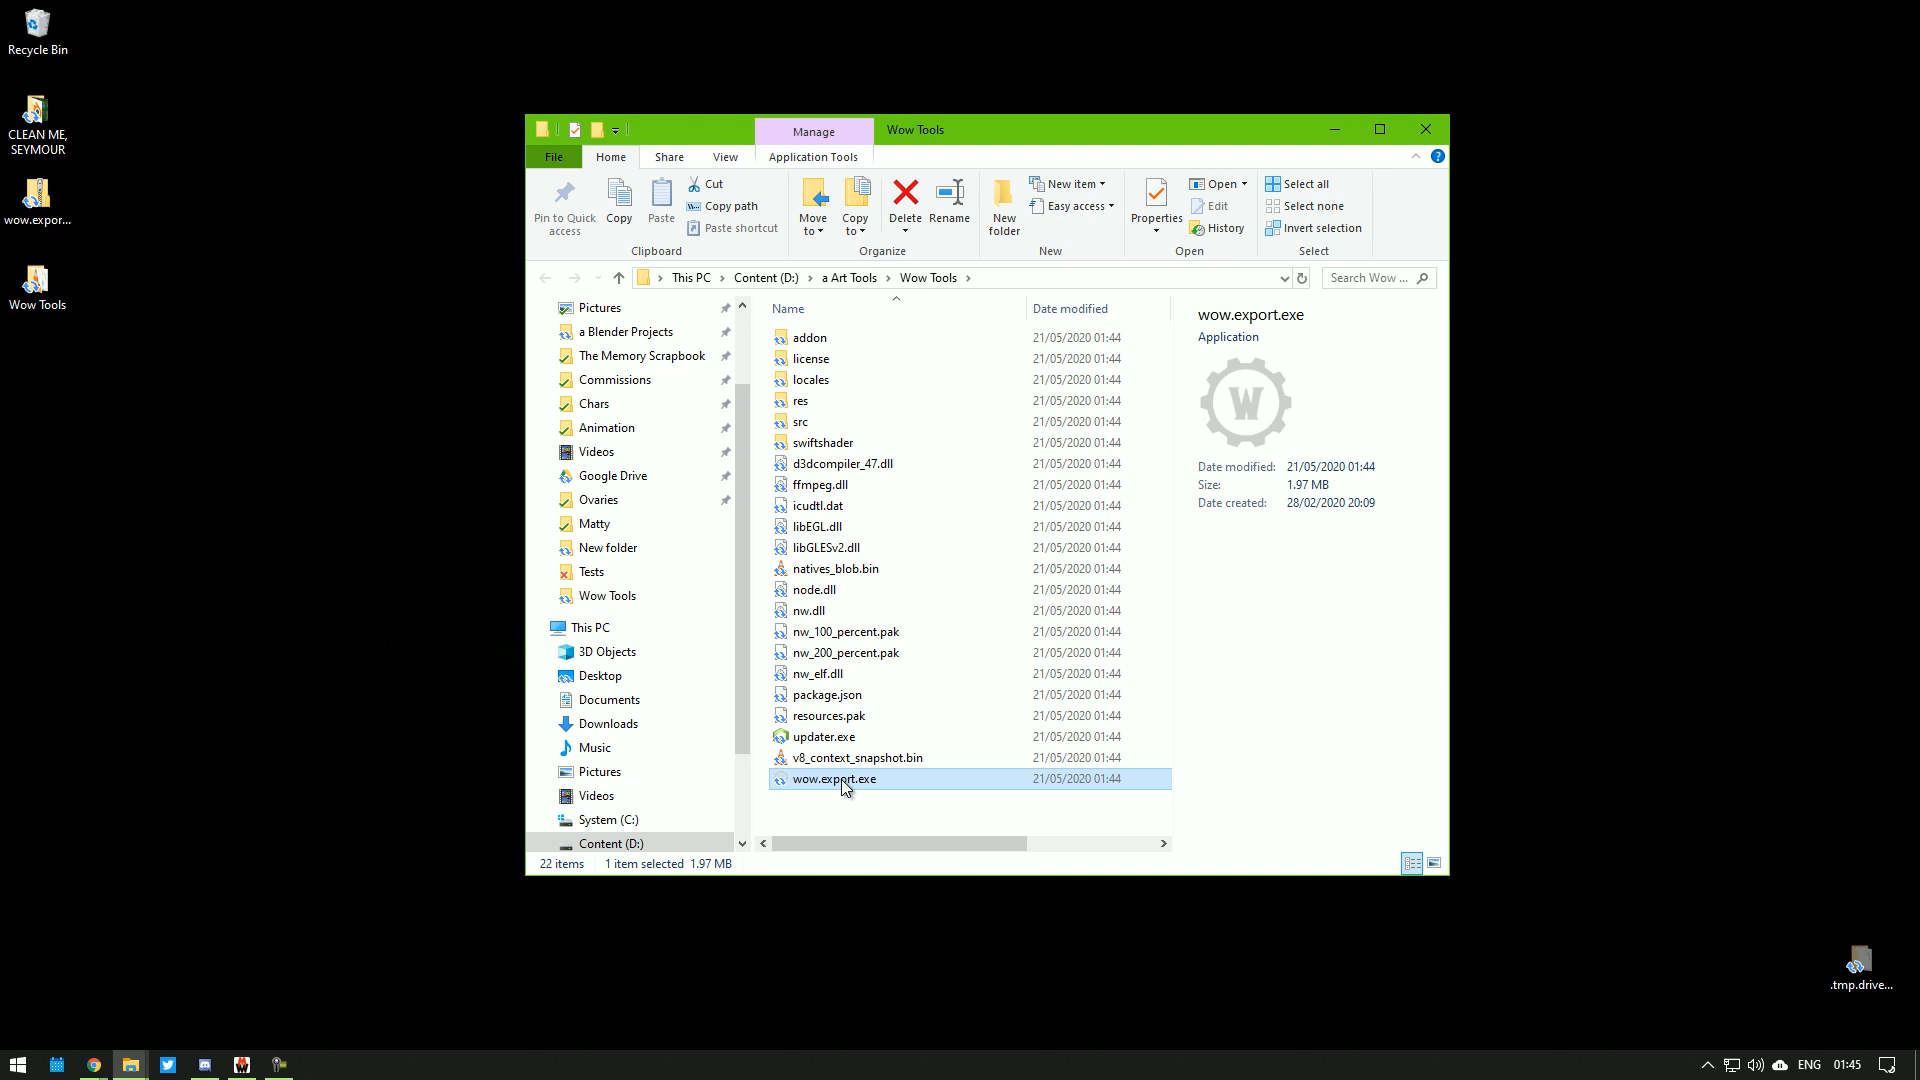 Recycle Bin
CLEAN ME,
SEYMOUR
wow.expor...
Wow Tools
Manage
Wow Tools
File
Home
Share
View
Application Tools
Pin to Quick
access
Copy
Paste
Cut
Copy path
Paste shortcut
Clipboard
Move
to
Copy
to
Delete
Rename
Organize
New
folder
New item
Easy access
New
Properties
Open
Edit
History
Open
Select all
Select none
Invert selection
Select
This PC > Content (D:) > a Art Tools > Wow Tools >
Search Wow ...
Pictures
a Blender Projects
The Memory Scrapbook
Commissions
Chars
Animation
Videos
Google Drive
Ovaries
Matty
New folder
Tests
Wow Tools
This PC
3D Objects
Desktop
Documents
Downloads
Music
Pictures
Videos
System (C:)
Content (D:)
Name Date modified
addon 21/05/2020 01:44
license 21/05/2020 01:44
locales 21/05/2020 01:44
res 21/05/2020 01:44
src 21/05/2020 01:44
swiftshader 21/05/2020 01:44
d3dcompiler_47.dll 21/05/2020 01:44
ffmpeg.dll 21/05/2020 01:44
icudtl.dat 21/05/2020 01:44
libEGL.dll 21/05/2020 01:44
libGLESv2.dll 21/05/2020 01:44
natives_blob.bin 21/05/2020 01:44
node.dll 21/05/2020 01:44
nw.dll 21/05/2020 01:44
nw_100_percent.pak 21/05/2020 01:44
nw_200_percent.pak 21/05/2020 01:44
nw_elf.dll 21/05/2020 01:44
package.json 21/05/2020 01:44
resources.pak 21/05/2020 01:44
updater.exe 21/05/2020 01:44
v8_context_snapshot.bin 21/05/2020 01:44
wow.export.exe 21/05/2020 01:44
wow.export.exe
Application
W
Date modified: 21/05/2020 01:44
Size: 1.97 MB
Date created: 28/02/2020 20:09
22 items 1 item selected 1.97 MB
.tmp.drive...
ENG 01:45